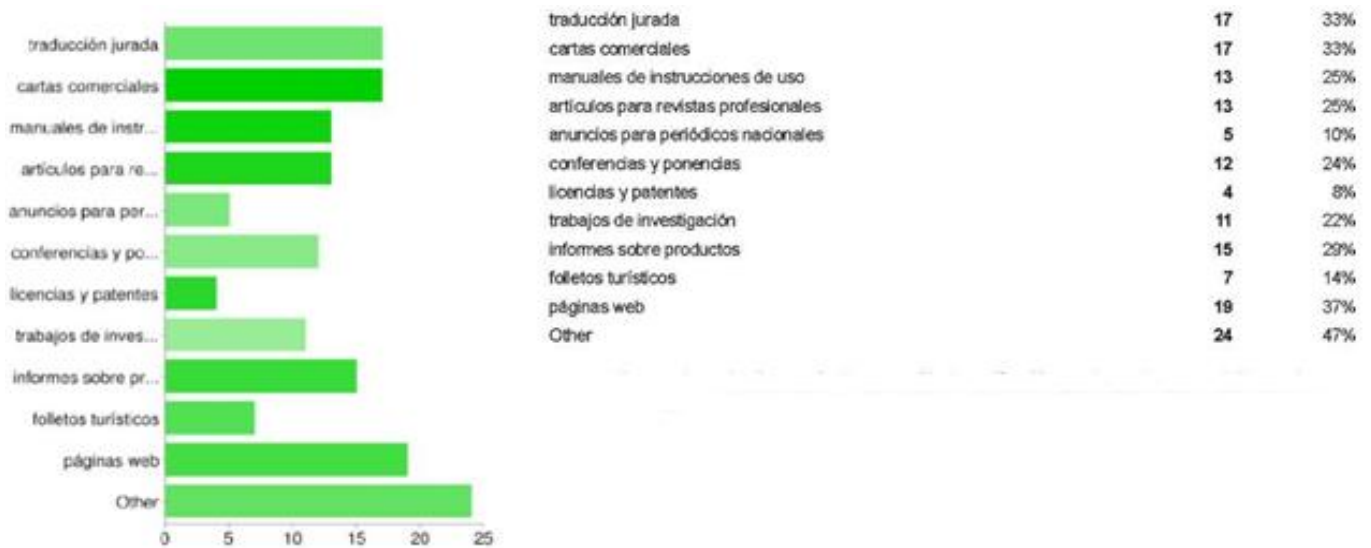 traducción jurada
cartas comerciales
manuales de instr...
artículos para re...
anuncios para per...
conferencias y po...
licencias y patentes
trabajos de inves...
informes sobre pr...
folletos turísticos
páginas web
Other
0 5 10 15 20 25
traducción jurada 17 33%
cartas comerciales 17 33%
manuales de instrucciones de uso 13 25%
artículos para revistas profesionales 13 25%
anuncios para periódicos nacionales 5 10%
conferencias y ponencias 12 24%
licencias y patentes 4 8%
trabajos de investigación 11 22%
informes sobre productos 15 29%
folletos turísticos 7 14%
páginas web 19 37%
Other 24 47%